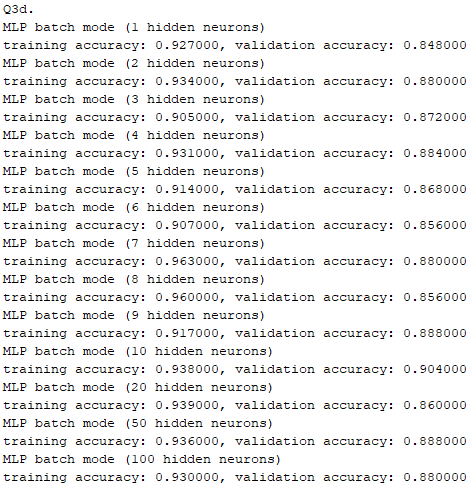 Q3d.
MLP batch mode (1 hidden neurons)
training accuracy: 0.927000, validation accuracy: 0.848000
MLP batch mode (2 hidden neurons)
training accuracy: 0.934000, validation accuracy: 0.880000
MLP batch mode (3 hidden neurons)
training accuracy: 0.905000, validation accuracy: 0.872000
MLP batch mode (4 hidden neurons)
training accuracy: 0.931000, validation accuracy: 0.884000
MLP batch mode (5 hidden neurons)
training accuracy: 0.914000, validation accuracy: 0.868000
MLP batch mode (6 hidden neurons)
training accuracy: 0.907000, validation accuracy: 0.856000
MLP batch mode (7 hidden neurons)
training accuracy: 0.963000, validation accuracy: 0.880000
MLP batch mode (8 hidden neurons)
training accuracy: 0.960000, validation accuracy: 0.856000
MLP batch mode (9 hidden neurons)
training accuracy: 0.917000, validation accuracy: 0.888000
MLP batch mode (10 hidden neurons)
training accuracy: 0.938000, validation accuracy: 0.904000
MLP batch mode (20 hidden neurons)
training accuracy: 0.939000, validation accuracy: 0.860000
MLP batch mode (50 hidden neurons)
training accuracy: 0.936000, validation accuracy: 0.888000
MLP batch mode (100 hidden neurons)
training accuracy: 0.930000, validation accuracy: 0.880000